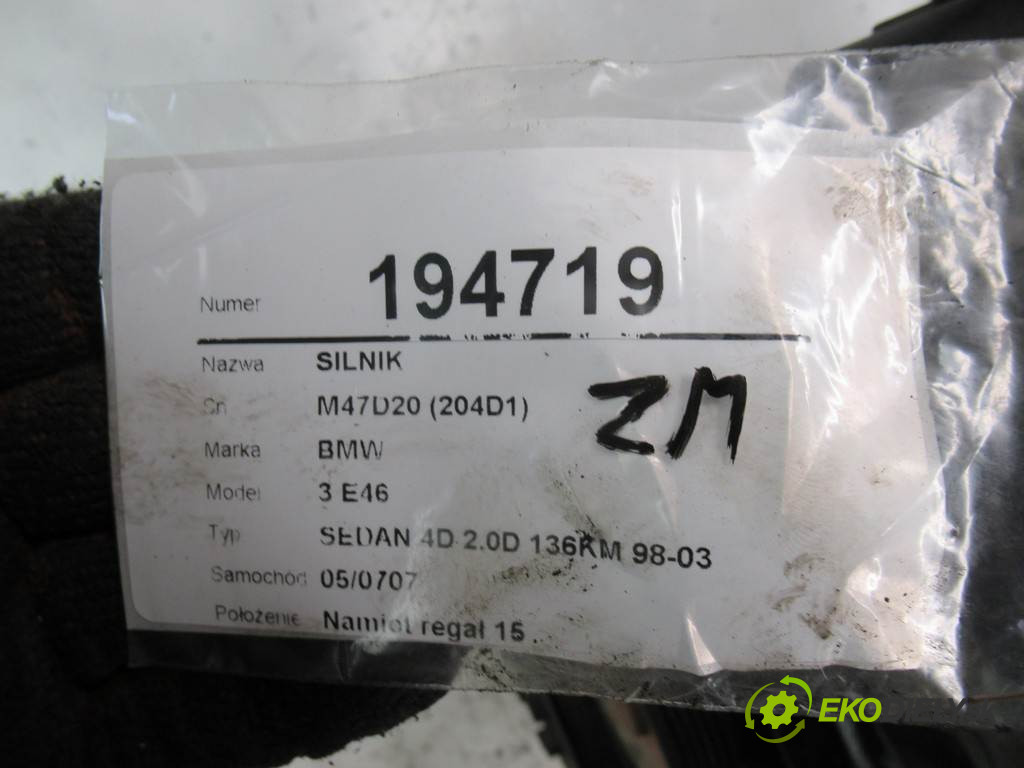 Numer 194719
Nazwa SILNIK
Sn M47D20 (204D1)
ZM
Marka BMW
Model 3 E46
Typ SEDAN 4D 2.0D 136KM 98-03
Samochód 05/0707
Położenie Namiot regał 15
EKO